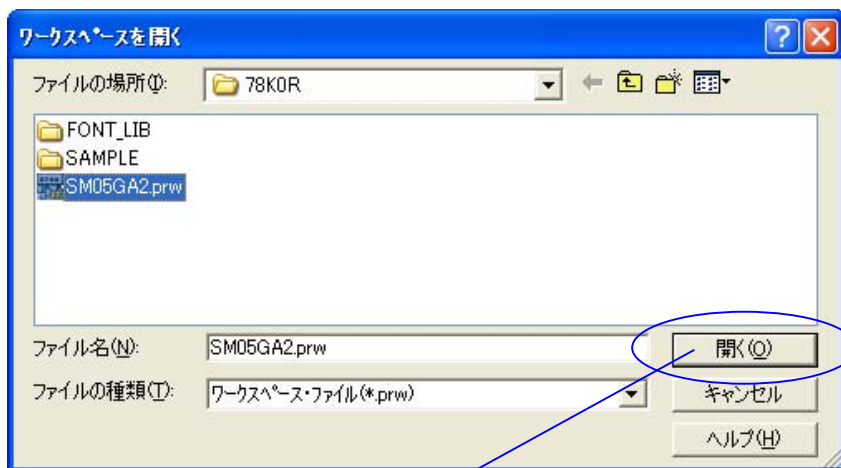 ワークスペースを開く
ファイルの場所(I): 78K0R
FONT_LIB
SAMPLE
SM05GA2.prw
ファイル名(N): SM05GA2.prw 開く(O)
ファイルの種類(T): ワークスペース・ファイル(*.prw) キャンセル
ヘルプ(H)